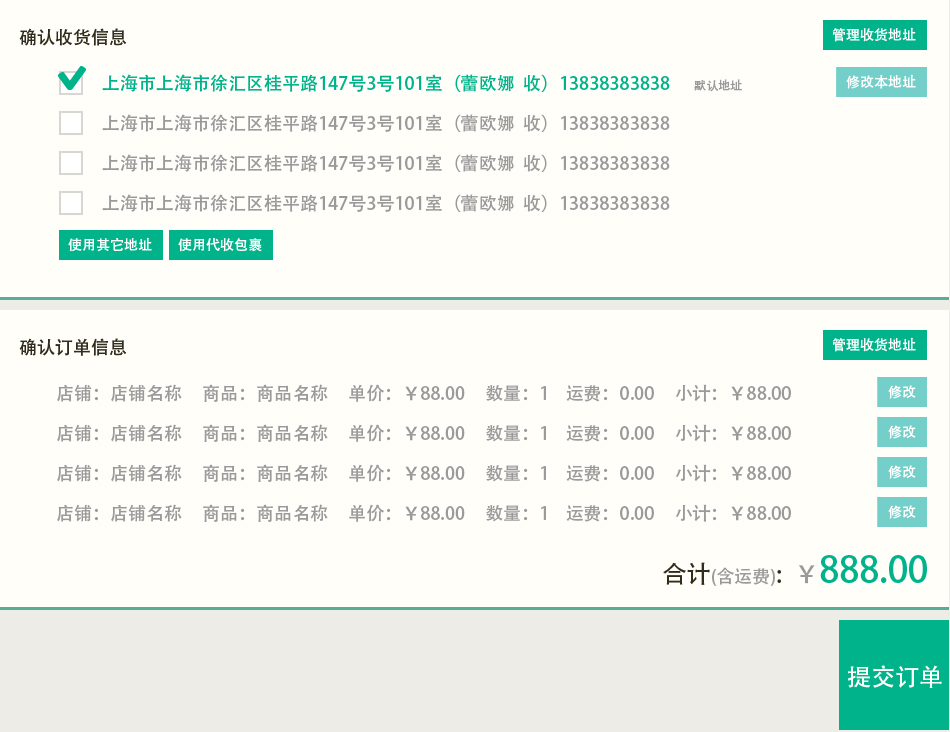 确认收货信息 管理收货地址
上海市上海市徐汇区桂平路147号3号101室（蕾欧娜 收）13838383838 默认地址 修改本地址
上海市上海市徐汇区桂平路147号3号101室（蕾欧娜 收）13838383838
上海市上海市徐汇区桂平路147号3号101室（蕾欧娜 收）13838383838
上海市上海市徐汇区桂平路147号3号101室（蕾欧娜 收）13838383838
使用其它地址 使用代收包裹
确认订单信息 管理收货地址
店铺：店铺名称 商品：商品名称 单价：￥88.00 数量：1 运费：0.00 小计：￥88.00 修改
店铺：店铺名称 商品：商品名称 单价：￥88.00 数量：1 运费：0.00 小计：￥88.00 修改
店铺：店铺名称 商品：商品名称 单价：￥88.00 数量：1 运费：0.00 小计：￥88.00 修改
店铺：店铺名称 商品：商品名称 单价：￥88.00 数量：1 运费：0.00 小计：￥88.00 修改
合计(含运费)：￥888.00
提交订单